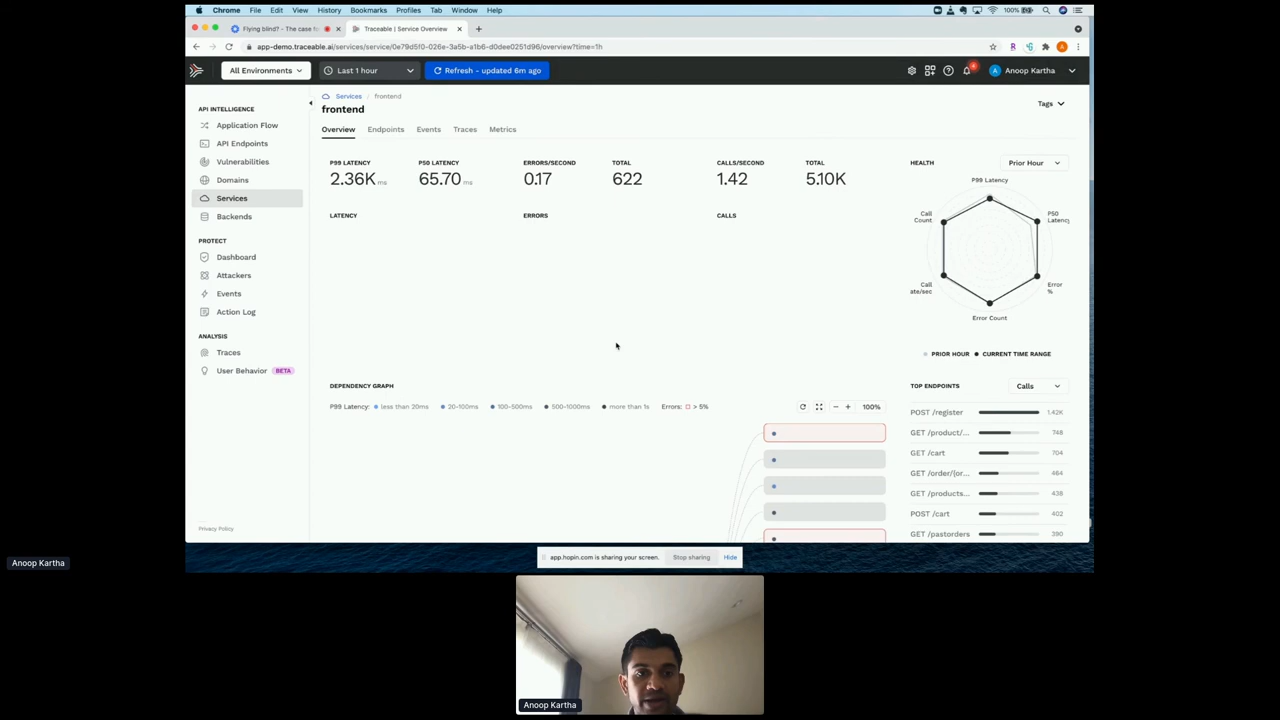 Chrome File Edit View History Bookmarks Profiles Tab Window Help
100%
Flying blind? – The case fo
Traceable | Service Overview
app-demo.traceable.ai/services/service/0e79d5f0-026e-3a5b-a1b6-d0dee0251d96/overview?time=1h
All Environments
Last 1 hour
Refresh - updated 6m ago
Anoop Kartha
API INTELLIGENCE
Application Flow
API Endpoints
Vulnerabilities
Domains
Services
Backends
PROTECT
Dashboard
Attackers
Events
Action Log
ANALYSIS
Traces
User Behavior BETA
Privacy Policy
Services frontend
frontend
Tags
Overview Endpoints Events Traces Metrics
P99 LATENCY P50 LATENCY ERRORS/SECOND TOTAL CALLS/SECOND TOTAL
2.36K ms 65.70 ms 0.17 622 1.42 5.10K
LATENCY ERRORS CALLS
HEALTH
Prior Hour
P99 Latency
P50
Latency
Error
%
Error Count
Call
ate/sec
Call
Count
PRIOR HOUR CURRENT TIME RANGE
DEPENDENCY GRAPH
P99 Latency: less than 20ms 20-100ms 100-500ms 500-1000ms more than 1s Errors: > 5%
100%
TOP ENDPOINTS
Calls
POST /register 1.42K
GET /product/... 748
GET /cart 704
GET /order/{or... 464
GET /products... 438
POST /cart 402
GET /pastorders 390
app.hopin.com is sharing your screen. Stop sharing Hide
Anoop Kartha
Anoop Kartha